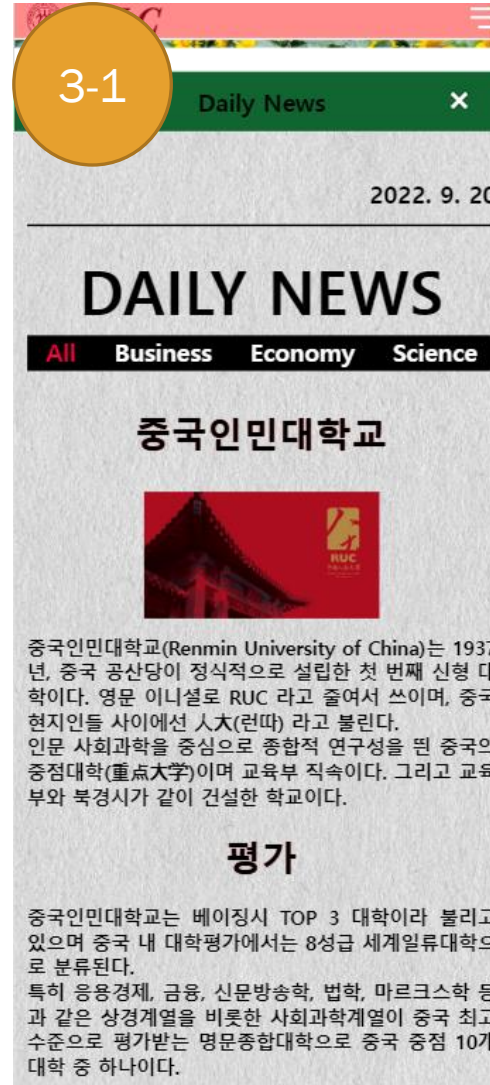 3-1
Daily News ×
2022. 9. 20
DAILY NEWS
All Business Economy Science
중국인민대학교
RUC
중국인민대학교(Renmin University of China)는 1937
년, 중국 공산당이 정식적으로 설립한 첫 번째 신형 대
학이다. 영문 이니셜로 RUC 라고 줄여서 쓰이며, 중국
현지인들 사이에선 人大(런따) 라고 불린다.
인문 사회과학을 중심으로 종합적 연구성을 띈 중국의
중점대학(重点大学)이며 교육부 직속이다. 그리고 교육
부와 북경시가 같이 건설한 학교이다.
평가
중국인민대학교는 베이징시 TOP 3 대학이라 불리고
있으며 중국 내 대학평가에서는 8성급 세계일류대학으
로 분류된다.
특히 응용경제, 금융, 신문방송학, 법학, 마르크스학 등
과 같은 상경계열을 비롯한 사회과학계열이 중국 최고
수준으로 평가받는 명문종합대학으로 중국 중점 10개
대학 중 하나이다.